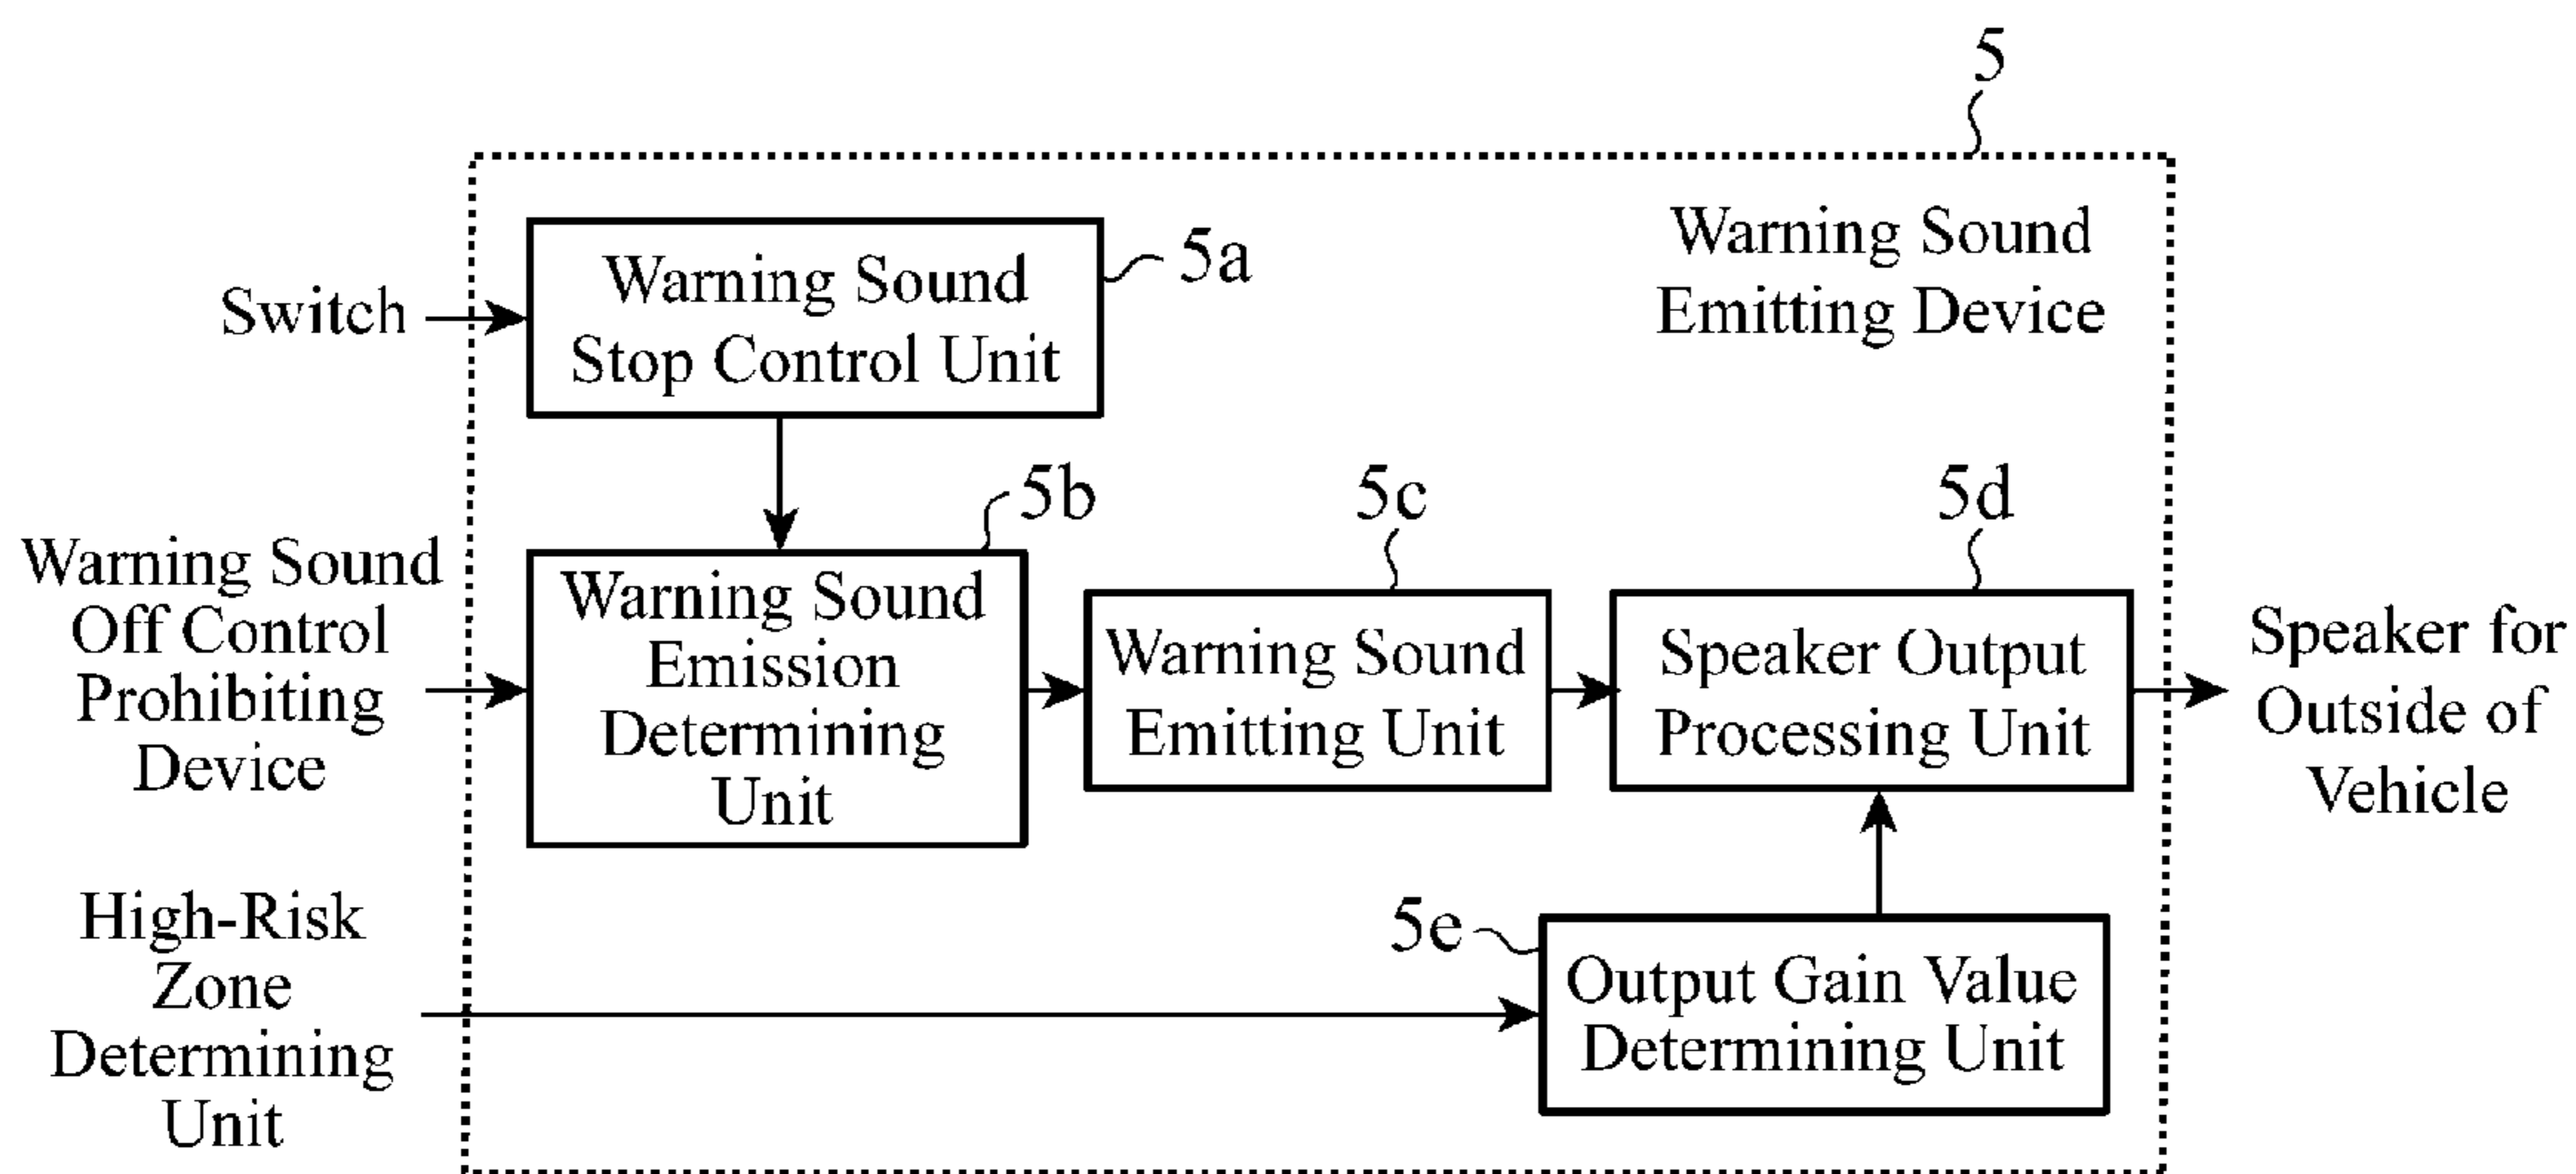 5
Warning Sound
Emitting Device
Switch
Warning Sound
Stop Control Unit
5a
5b
5c
5d
Warning Sound
Off Control
Prohibiting
Device
Warning Sound
Emission
Determining
Unit
Warning Sound
Emitting Unit
Speaker Output
Processing Unit
Speaker for
Outside of
Vehicle
High-Risk
Zone
Determining
Unit
5e
Output Gain Value
Determining Unit